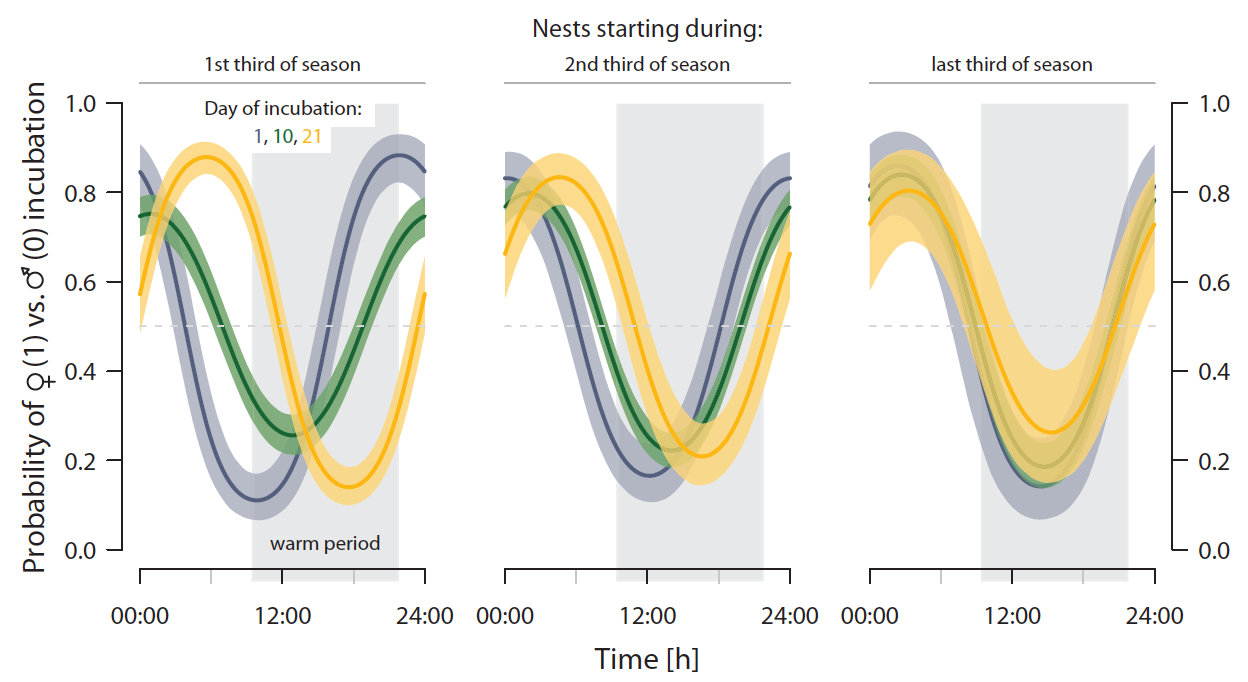 Nests starting during:
1st third of season
2nd third of season
last third of season
Day of incubation:
1, 10, 21
Probability of ♀ (1) vs. ♂ (0) incubation
1.0
0.8
0.6
0.4
0.2
0.0
1.0
0.8
0.6
0.4
0.2
0.0
warm period
00:00 12:00 24:00 00:00 12:00 24:00 00:00 12:00 24:00
Time [h]